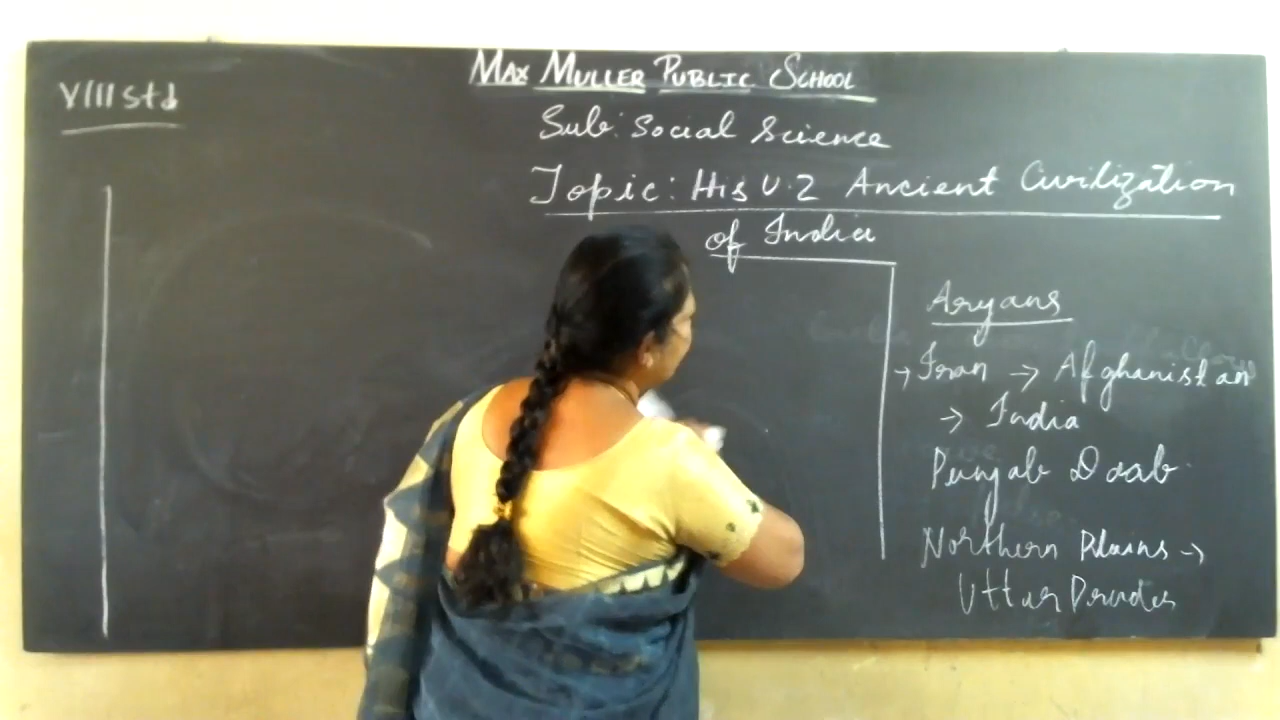 VIII Std
MAX MULLER PUBLIC SCHOOL
Sub: Social Science
Topic: His U.2 Ancient Civilization
of India
Aryans
→ Iran → Afghanistan
→ India
Punjab Doab
Northern Plains →
Uttar